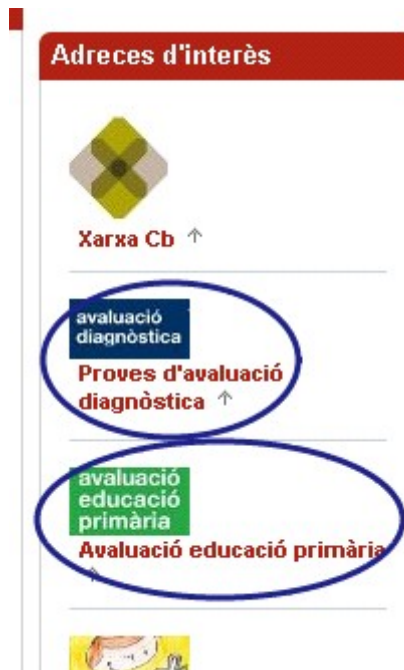 Adreces d'interès
Xarxa Cb
avaluació
diagnòstica
Proves d'avaluació
diagnòstica
avaluació
educació
primària
Avaluació educació primària